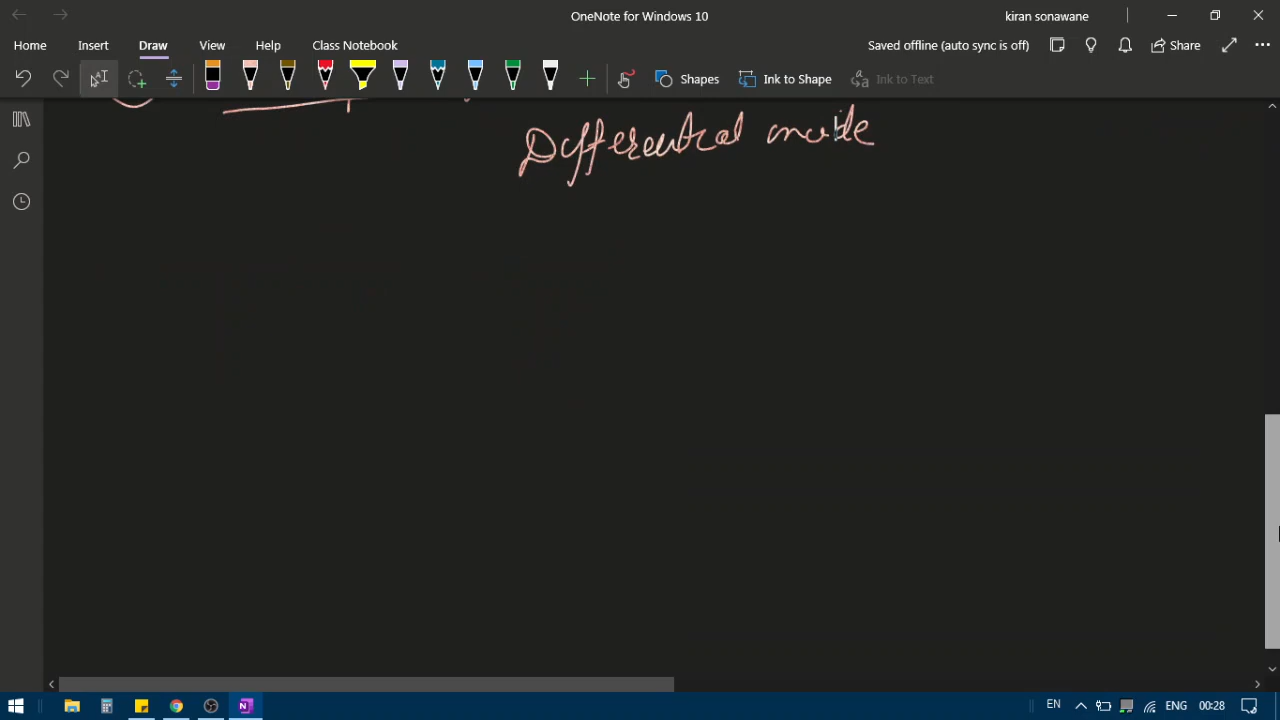 OneNote for Windows 10
kiran sonawane
Home Insert Draw View Help Class Notebook
Saved offline (auto sync is off)
Share
Shapes
Ink to Shape
Ink to Text
Differential mode
EN
ENG
00:28